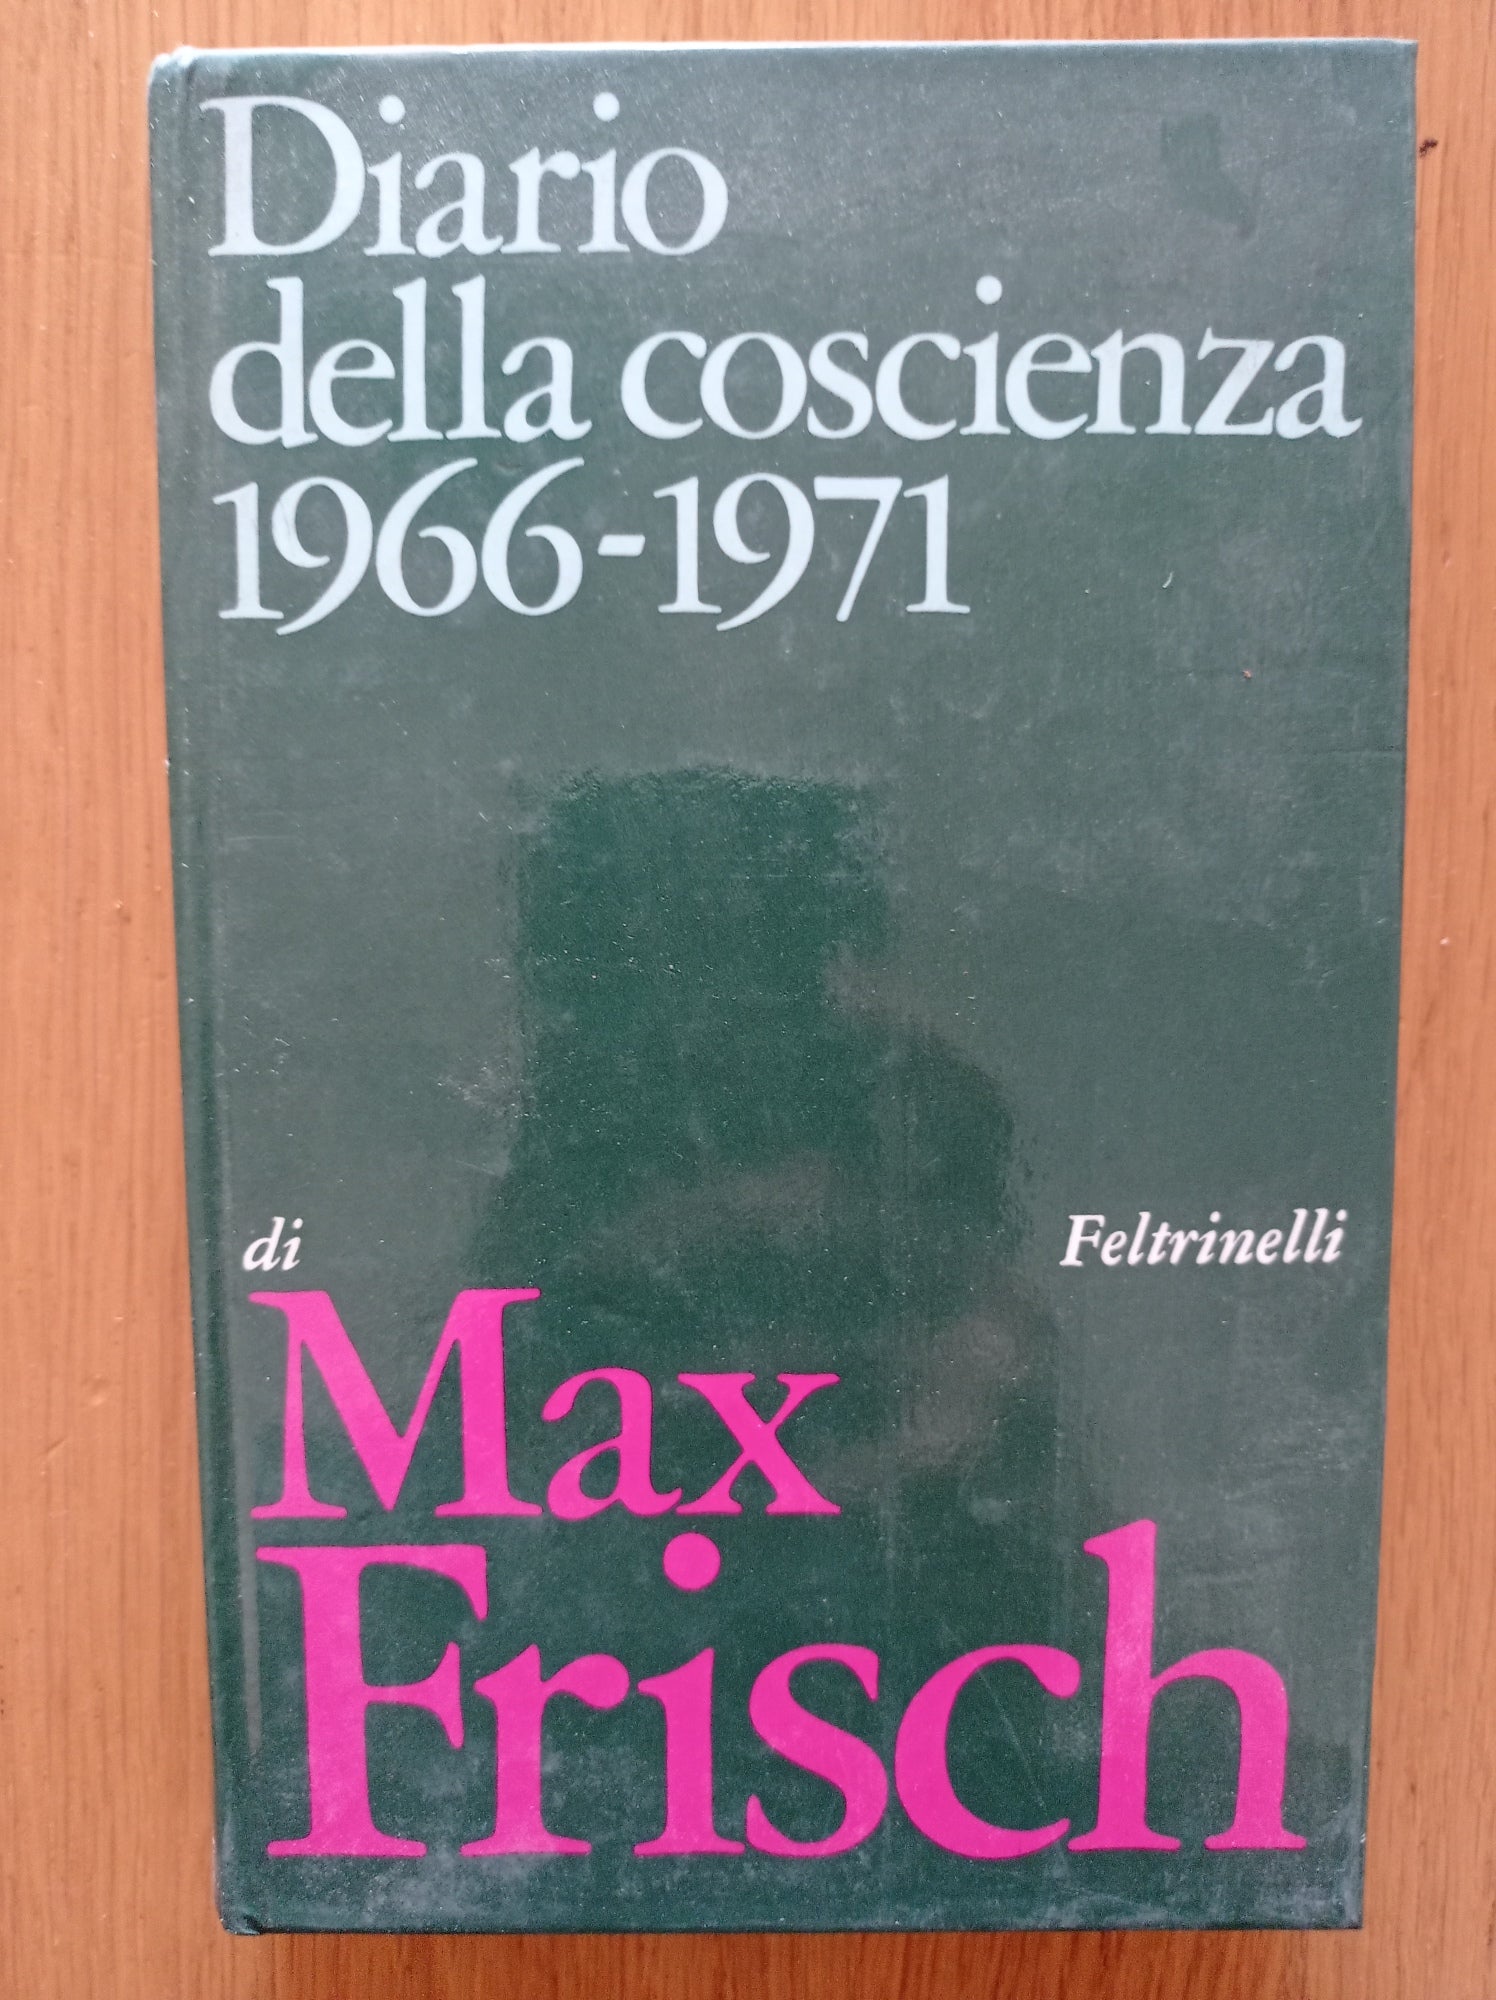 Diario
della coscienza
1966-1971
di
Feltrinelli
Max
Frisch